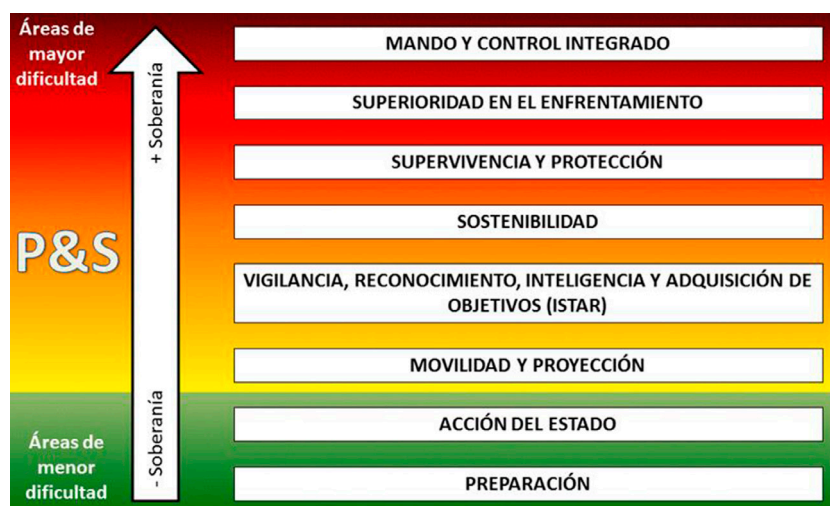 Áreas de
mayor
dificultad
+ Soberanía
P&S
- Soberanía
Áreas de
menor
dificultad
MANDO Y CONTROL INTEGRADO
SUPERIORIDAD EN EL ENFRENTAMIENTO
SUPERVIVENCIA Y PROTECCIÓN
SOSTENIBILIDAD
VIGILANCIA, RECONOCIMIENTO, INTELIGENCIA Y ADQUISICIÓN DE
OBJETIVOS (ISTAR)
MOVILIDAD Y PROYECCIÓN
ACCIÓN DEL ESTADO
PREPARACIÓN